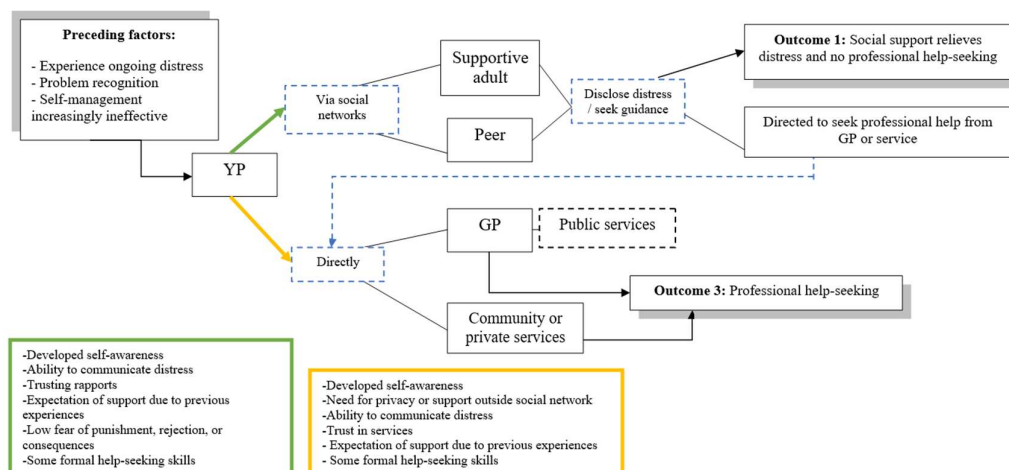 Preceding factors:
- Experience ongoing distress
- Problem recognition
- Self-management
increasingly ineffective
YP
Via social
networks
Supportive
adult
Peer
Disclose distress
/ seek guidance
Outcome 1: Social support relieves
distress and no professional help-seeking
Directed to seek professional help from
GP or service
Directly
GP
Public services
Community or
private services
Outcome 3: Professional help-seeking
-Developed self-awareness
-Ability to communicate distress
-Trusting rapports
-Expectation of support due to previous
experiences
-Low fear of punishment, rejection, or
consequences
-Some formal help-seeking skills
-Developed self-awareness
-Need for privacy or support outside social network
-Ability to communicate distress
-Trust in services
- Expectation of support due to previous experiences
- Some formal help-seeking skills